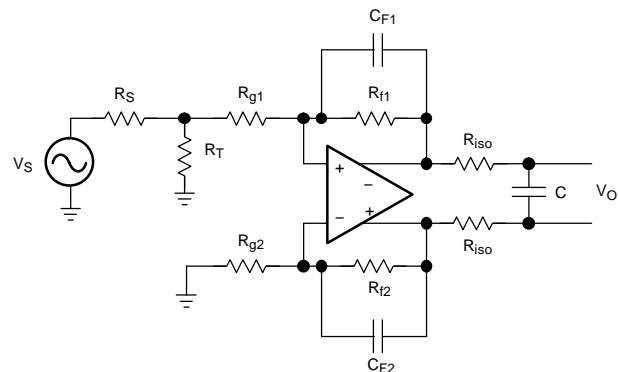 CF1
RS
Rg1
Rf1
Riso
VS
RT
+
−
C
VO
−
+
Rg2
Riso
Rf2
CF2